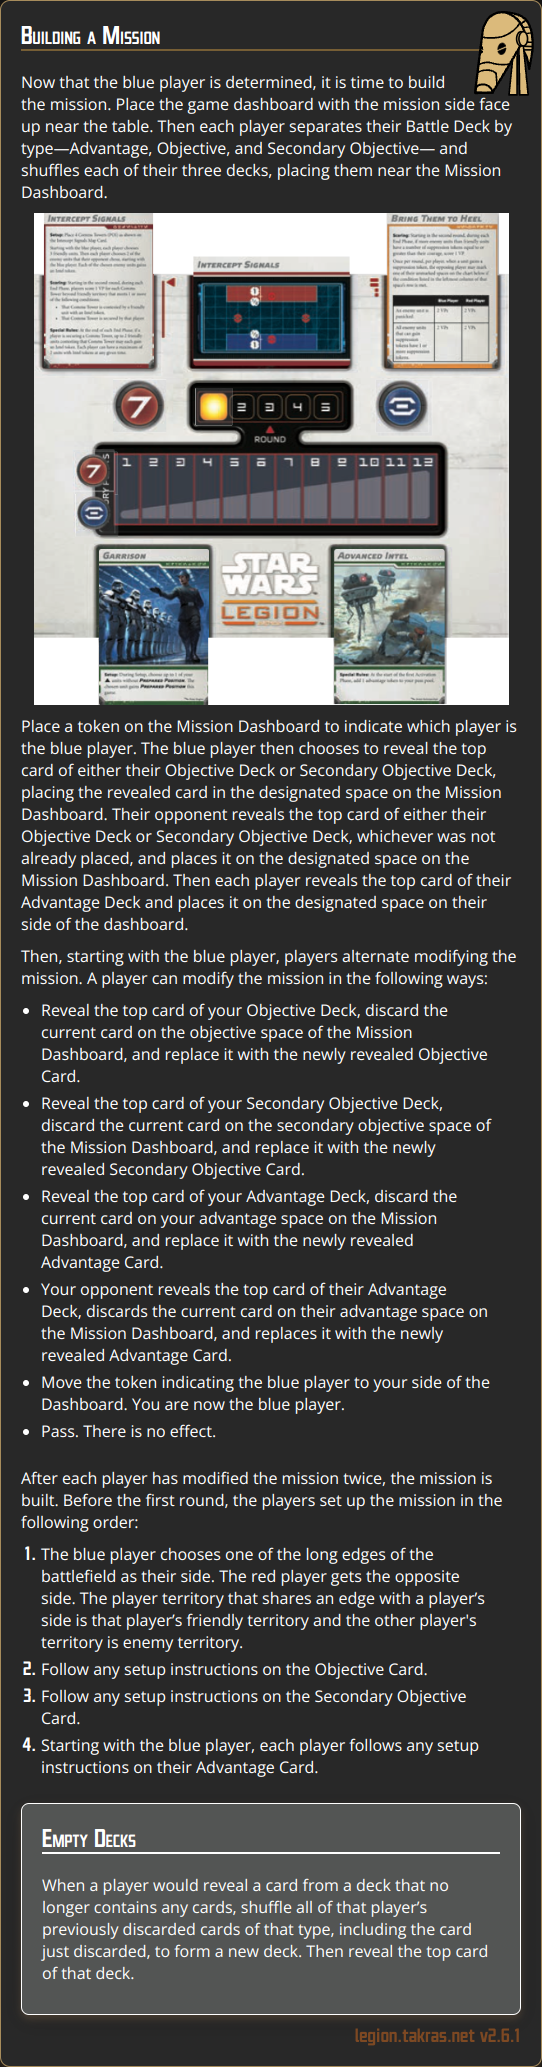 Building a Mission
Now that the blue player is determined, it is time to build
the mission. Place the game dashboard with the mission side face
up near the table. Then each player separates their Battle Deck by
type—Advantage, Objective, and Secondary Objective— and
shuffles each of their three decks, placing them near the Mission
Dashboard.
Intercept Signals
Bring Them to Heel
Intercept Signals
1 2 3 4 5
ROUND
1 2 3 4 5 6 7 8 9 10 11 12
Garrison
STAR
WARS
LEGION
Advanced Intel
Place a token on the Mission Dashboard to indicate which player is
the blue player. The blue player then chooses to reveal the top
card of either their Objective Deck or Secondary Objective Deck,
placing the revealed card in the designated space on the Mission
Dashboard. Their opponent reveals the top card of either their
Objective Deck or Secondary Objective Deck, whichever was not
already placed, and places it on the designated space on the
Mission Dashboard. Then each player reveals the top card of their
Advantage Deck and places it on the designated space on their
side of the dashboard.
Then, starting with the blue player, players alternate modifying the
mission. A player can modify the mission in the following ways:
• Reveal the top card of your Objective Deck, discard the
current card on the objective space of the Mission
Dashboard, and replace it with the newly revealed Objective
Card.
• Reveal the top card of your Secondary Objective Deck,
discard the current card on the secondary objective space of
the Mission Dashboard, and replace it with the newly
revealed Secondary Objective Card.
• Reveal the top card of your Advantage Deck, discard the
current card on your advantage space on the Mission
Dashboard, and replace it with the newly revealed
Advantage Card.
• Your opponent reveals the top card of their Advantage
Deck, discards the current card on their advantage space on
the Mission Dashboard, and replaces it with the newly
revealed Advantage Card.
• Move the token indicating the blue player to your side of the
Dashboard. You are now the blue player.
• Pass. There is no effect.
After each player has modified the mission twice, the mission is
built. Before the first round, the players set up the mission in the
following order:
1. The blue player chooses one of the long edges of the
battlefield as their side. The red player gets the opposite
side. The player territory that shares an edge with a player’s
side is that player’s friendly territory and the other player's
territory is enemy territory.
2. Follow any setup instructions on the Objective Card.
3. Follow any setup instructions on the Secondary Objective
Card.
4. Starting with the blue player, each player follows any setup
instructions on their Advantage Card.
Empty Decks
When a player would reveal a card from a deck that no
longer contains any cards, shuffle all of that player’s
previously discarded cards of that type, including the card
just discarded, to form a new deck. Then reveal the top card
of that deck.
legion.takras.net v2.6.1